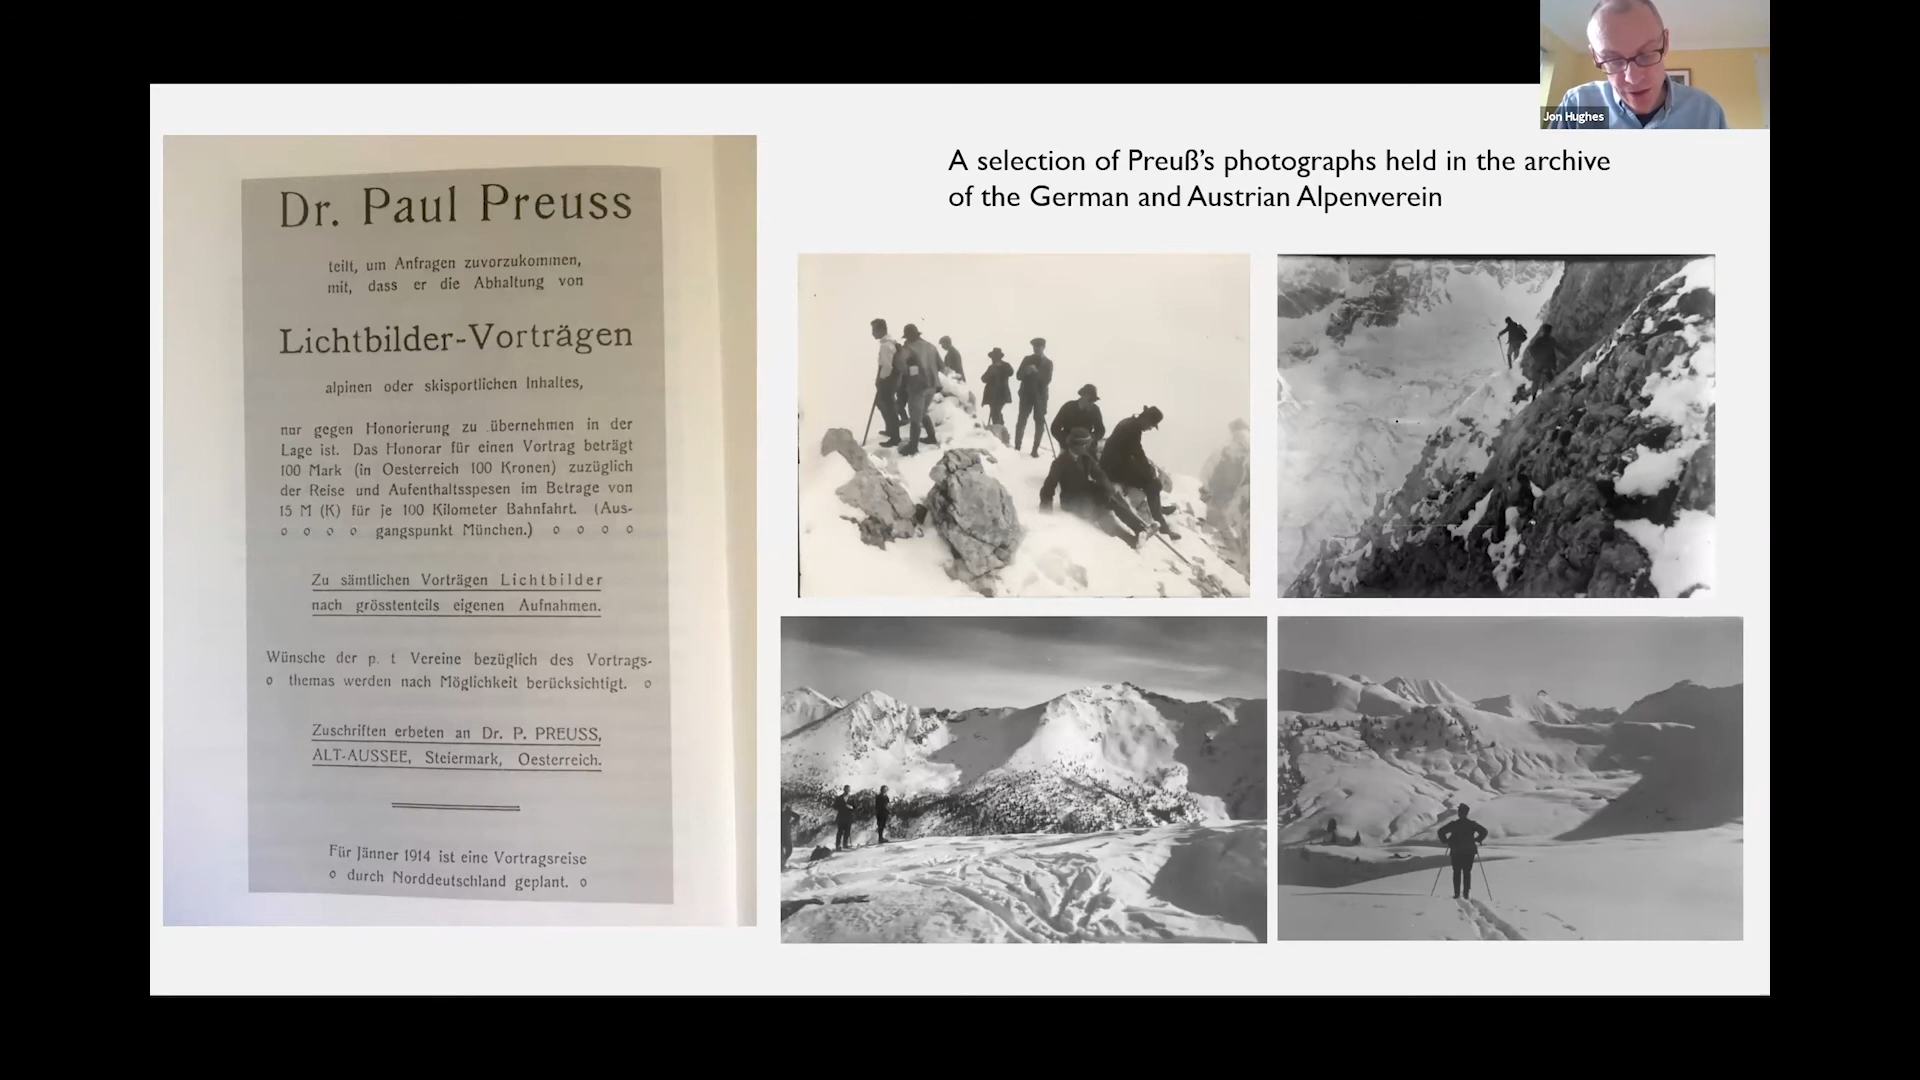 Jon Hughes
A selection of Preuß's photographs held in the archive
of the German and Austrian Alpenverein
Dr. Paul Preuss
teilt, um Anfragen zuvorzukommen,
mit, dass er die Abhaltung von
Lichtbilder-Vorträgen
alpinen oder skisportlichen Inhaltes,
nur gegen Honorierung zu übernehmen in der
Lage ist. Das Honorar für einen Vortrag beträgt
100 Mark (in Oesterreich 100 Kronen) zuzüglich
der Reise und Aufenthaltsspesen im Betrage von
15 M (K) für je 100 Kilometer Bahnfahrt. (Aus-
gangspunkt München.)
Zu sämtlichen Vorträgen Lichtbilder
nach grösstenteils eigenen Aufnahmen.
Wünsche der p. t Vereine bezüglich des Vortrags-
themas werden nach Möglichkeit berücksichtigt.
Zuschriften erbeten an Dr. P. PREUSS,
ALT-AUSSEE, Steiermark, Oesterreich.
Für Jänner 1914 ist eine Vortragsreise
durch Norddeutschland geplant.